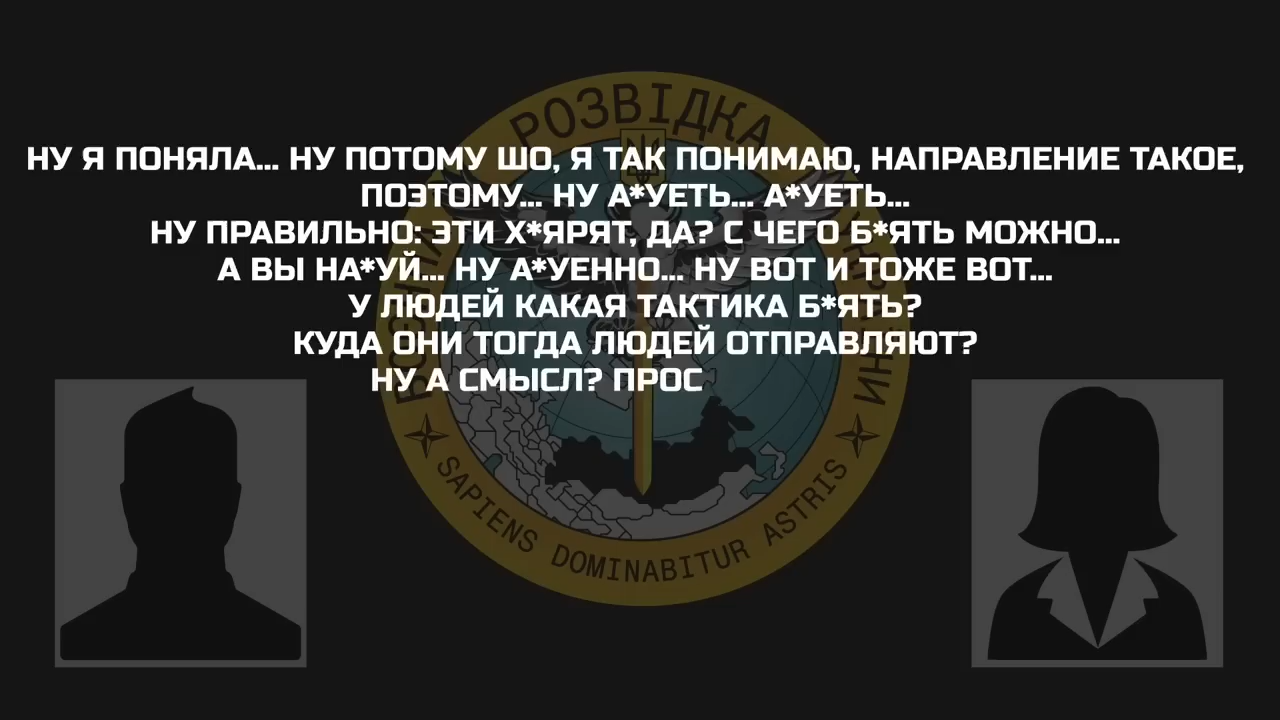 НУ Я ПОНЯЛА... НУ ПОТОМУ ШО, Я ТАК ПОНИМАЮ, НАПРАВЛЕНИЕ ТАКОЕ,
ПОЭТОМУ... НУ А*УЕТЬ... А*УЕТЬ...
НУ ПРАВИЛЬНО: ЭТИ Х*ЯРЯТ, ДА? С ЧЕГО Б*ЯТЬ МОЖНО...
А ВЫ НА*УЙ... НУ А*УЕННО... НУ ВОТ И ТОЖЕ ВОТ...
У ЛЮДЕЙ КАКАЯ ТАКТИКА Б*ЯТЬ?
КУДА ОНИ ТОГДА ЛЮДЕЙ ОТПРАВЛЯЮТ?
НУ А СМЫСЛ? ПРОС
РОЗВІДКА
SAPIENS DOMINABITUR ASTRIS